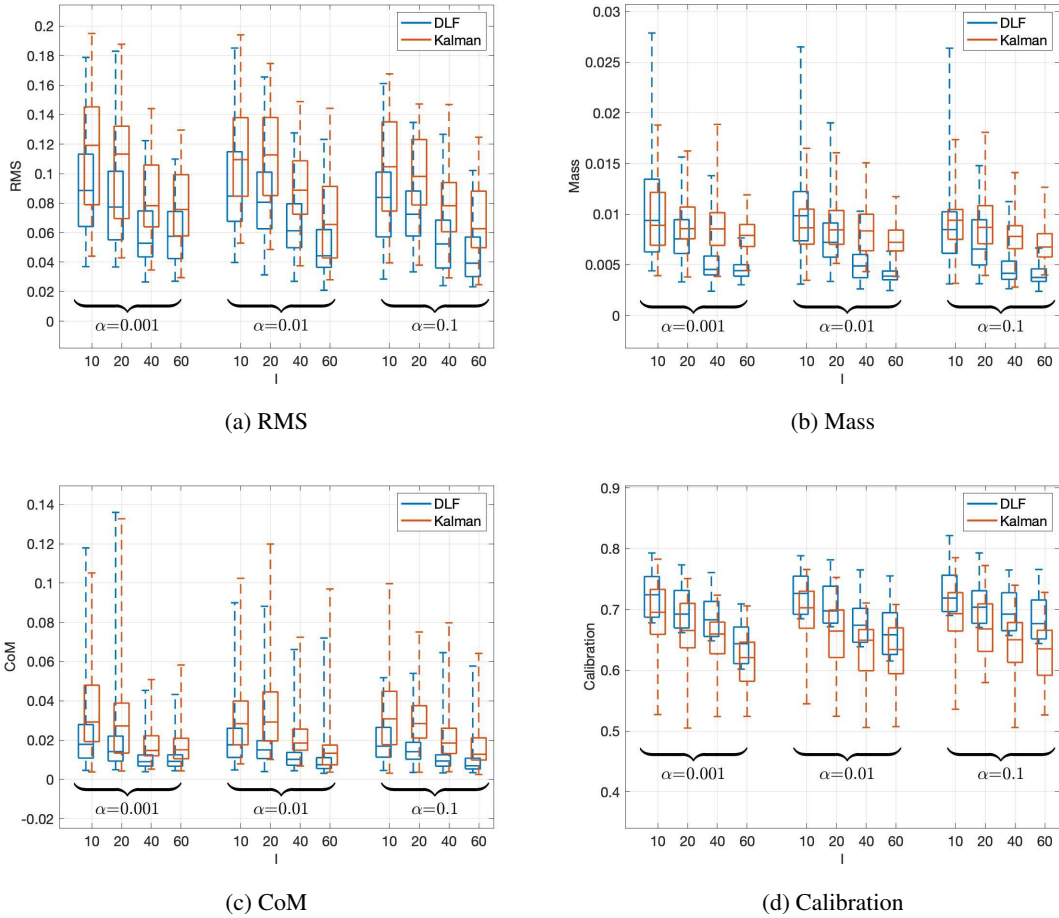 0.2
0.18
0.16
0.14
0.12
0.1
0.08
0.06
0.04
0.02
0
RMS
DLF
Kalman
α=0.001
α=0.01
α=0.1
10 20 40 60 10 20 40 60 10 20 40 60
I
(a) RMS
0.03
0.025
0.02
0.015
0.01
0.005
0
Mass
DLF
Kalman
α=0.001
α=0.01
α=0.1
10 20 40 60 10 20 40 60 10 20 40 60
I
(b) Mass
0.14
0.12
0.1
0.08
0.06
0.04
0.02
0
-0.02
CoM
DLF
Kalman
α=0.001
α=0.01
α=0.1
10 20 40 60 10 20 40 60 10 20 40 60
I
(c) CoM
0.9
0.8
0.7
0.6
0.5
0.4
Calibration
DLF
Kalman
α=0.001
α=0.01
α=0.1
10 20 40 60 10 20 40 60 10 20 40 60
I
(d) Calibration